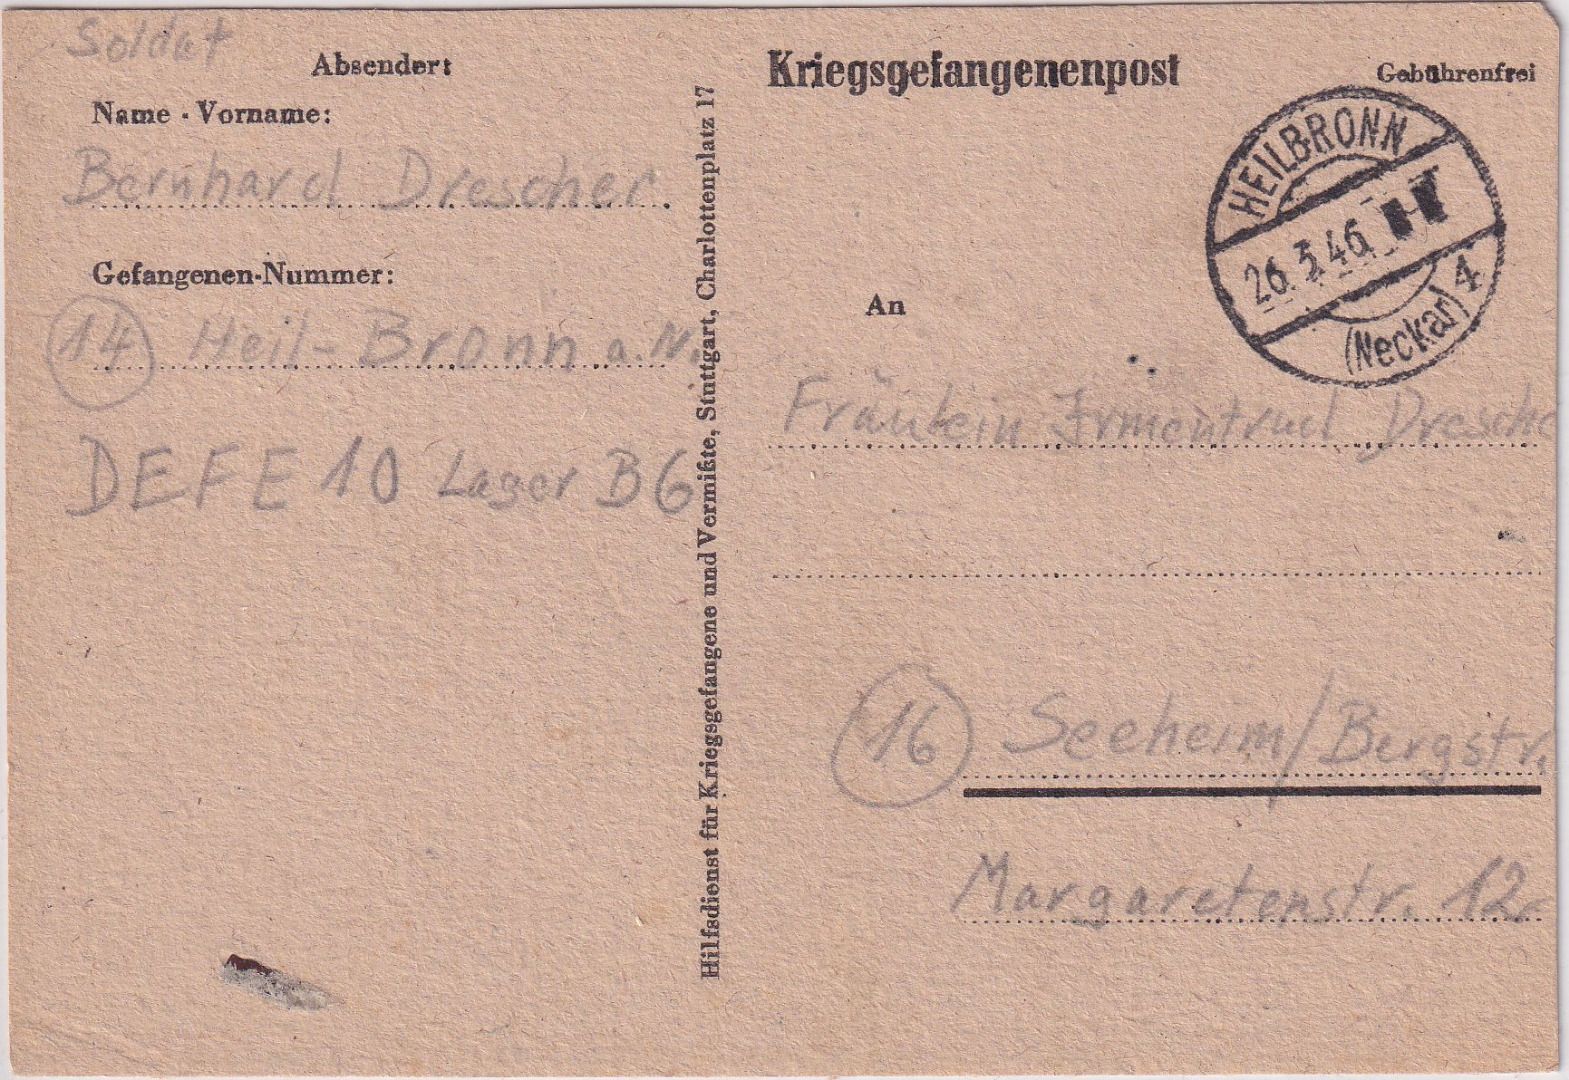 Soldat
Absender:
Name - Vorname:
Bernhard Drescher
Gefangenen-Nummer:
14 Heil-Bronn a. N.
DEFE 10 Lager B6
Hilfsdienst für Kriegsgefangene und Vermißte, Stuttgart, Charlottenplatz 17
Kriegsgefangenenpost
Gebührenfrei
HEILBRONN
26.3.46.
(Neckar) 4
An
Fräulein Irmentrud Dresche
16 Seeheim/Bergstr.
Margaretenstr. 12